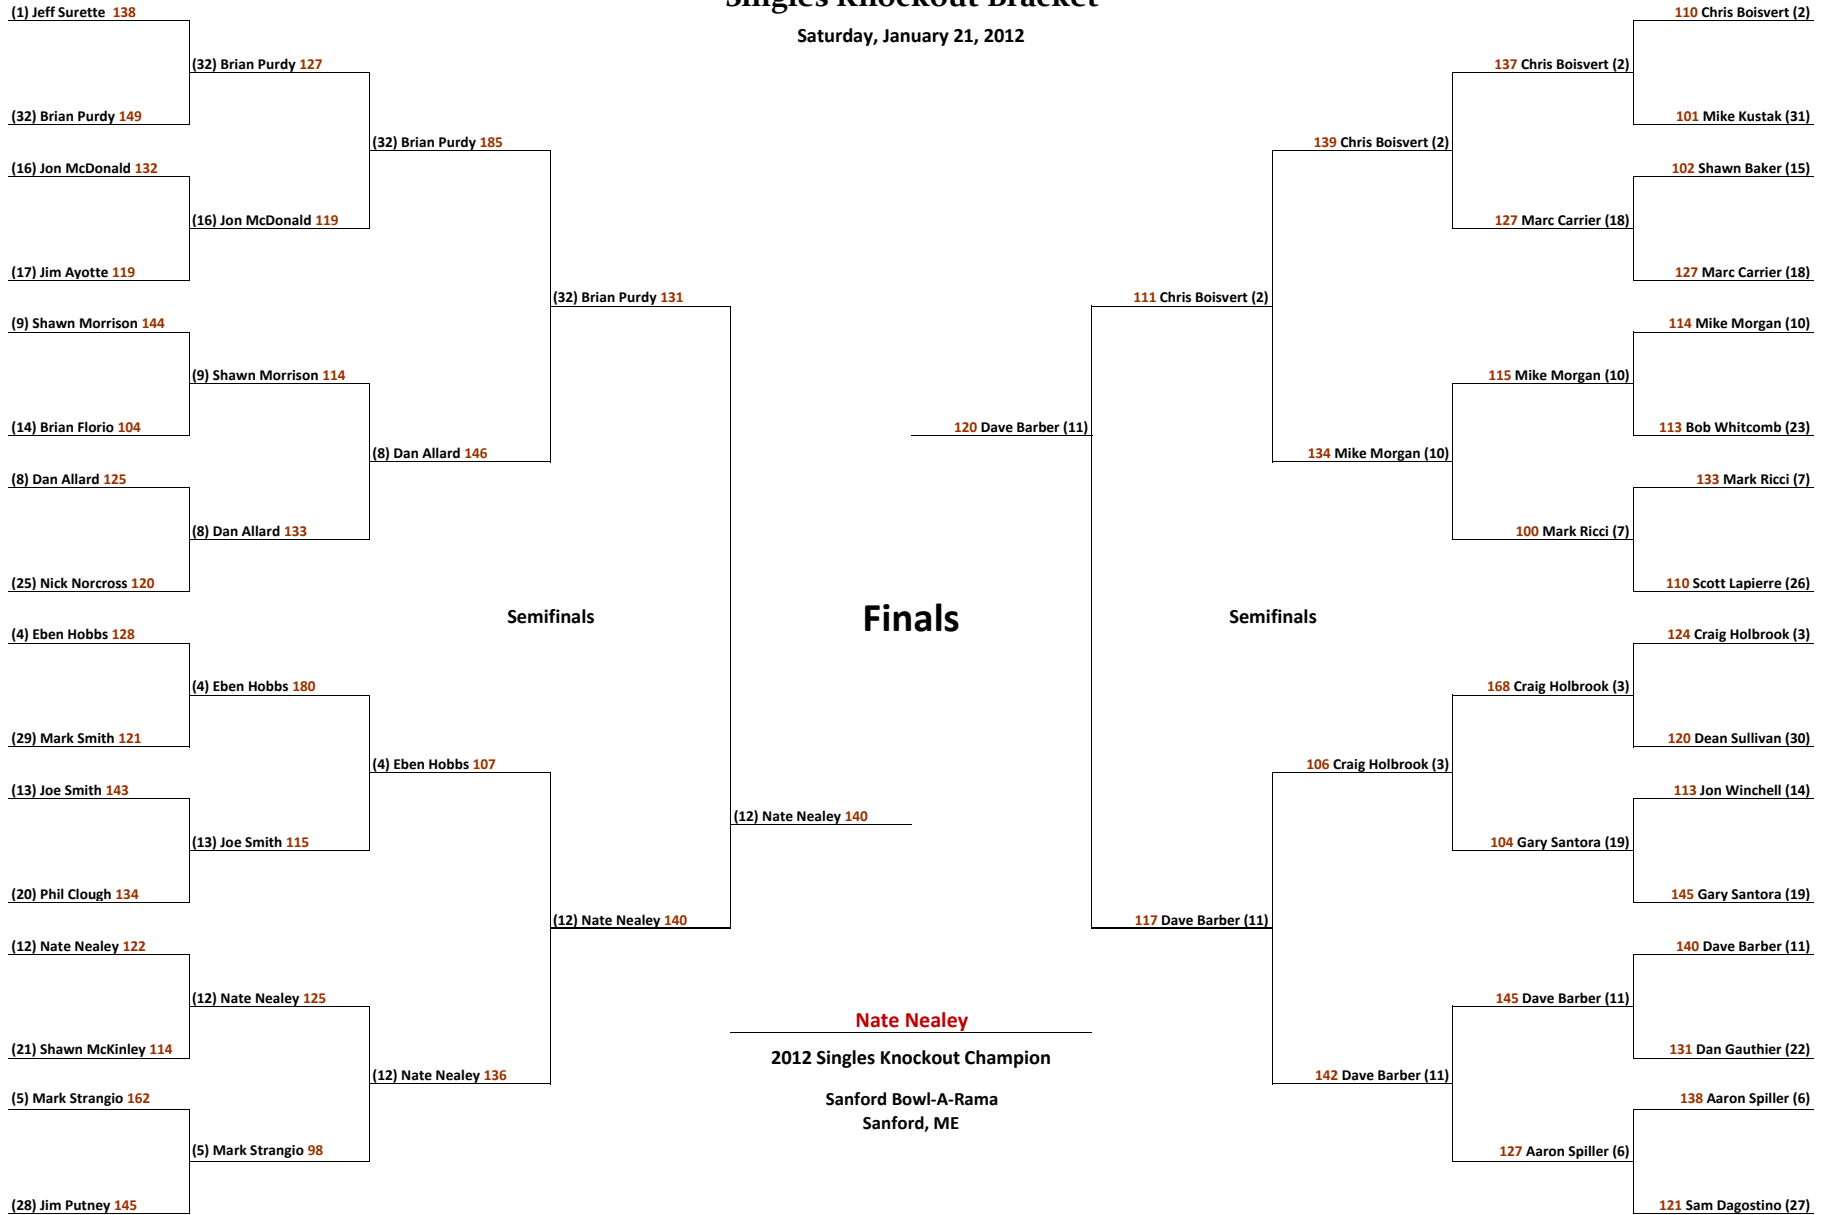 Singles Knockout Bracket
Saturday, January 21, 2012
(1) Jeff Surette 138
(32) Brian Purdy 149
(16) Jon McDonald 132
(17) Jim Ayotte 119
(9) Shawn Morrison 144
(14) Brian Florio 104
(8) Dan Allard 125
(25) Nick Norcross 120
(4) Eben Hobbs 128
(29) Mark Smith 121
(13) Joe Smith 143
(20) Phil Clough 134
(12) Nate Nealey 122
(21) Shawn McKinley 114
(5) Mark Strangio 162
(28) Jim Putney 145
(32) Brian Purdy 127
(16) Jon McDonald 119
(9) Shawn Morrison 114
(8) Dan Allard 133
(4) Eben Hobbs 180
(13) Joe Smith 115
(12) Nate Nealey 125
(5) Mark Strangio 98
(32) Brian Purdy 185
(8) Dan Allard 146
(4) Eben Hobbs 107
(12) Nate Nealey 136
Semifinals
(32) Brian Purdy 131
(12) Nate Nealey 140
(12) Nate Nealey 140
Finals
120 Dave Barber (11)
Nate Nealey
2012 Singles Knockout Champion
Sanford Bowl-A-Rama
Sanford, ME
111 Chris Boisvert (2)
117 Dave Barber (11)
Semifinals
139 Chris Boisvert (2)
134 Mike Morgan (10)
106 Craig Holbrook (3)
142 Dave Barber (11)
137 Chris Boisvert (2)
127 Marc Carrier (18)
115 Mike Morgan (10)
100 Mark Ricci (7)
168 Craig Holbrook (3)
104 Gary Santora (19)
145 Dave Barber (11)
127 Aaron Spiller (6)
110 Chris Boisvert (2)
101 Mike Kustak (31)
102 Shawn Baker (15)
127 Marc Carrier (18)
114 Mike Morgan (10)
113 Bob Whitcomb (23)
133 Mark Ricci (7)
110 Scott Lapierre (26)
124 Craig Holbrook (3)
120 Dean Sullivan (30)
113 Jon Winchell (14)
145 Gary Santora (19)
140 Dave Barber (11)
131 Dan Gauthier (22)
138 Aaron Spiller (6)
121 Sam Dagostino (27)